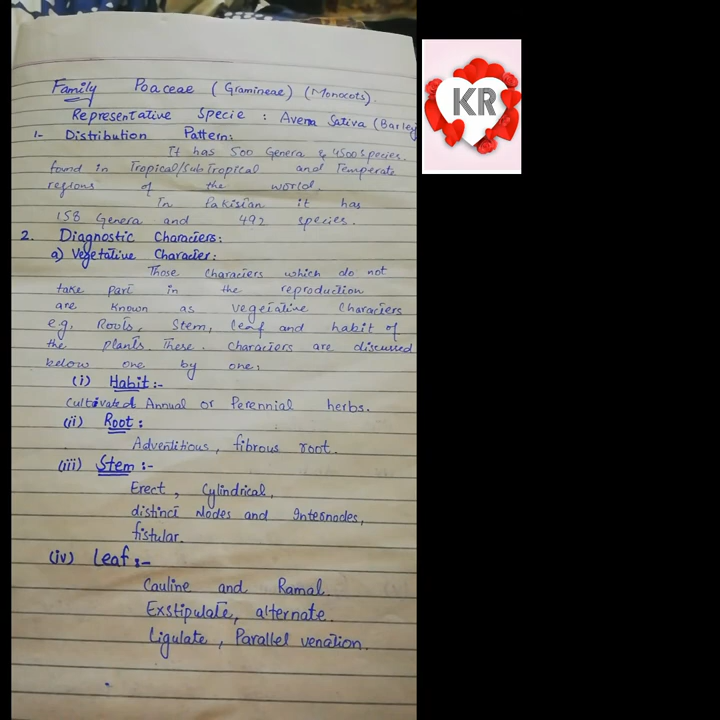 Family Poaceae (Gramineae) (Monocots).
Representative Specie : Avena Sativa (Barley)
1- Distribution Pattern:
It has 500 Genera & 4500 species.
found in Tropical/SubTropical and Temperate
regions of the world.
In Pakistan it has
158 Genera and 492 species.
2. Diagnostic Characters:
a) Vegetative Character:
Those characters which do not
take part in the reproduction
are known as vegetative characters
e.g, Roots, Stem, leaf and habit of
the plants. These characters are discussed
below one by one:
(i) Habit:-
Cultivated Annual or Perennial herbs.
(ii) Root:
Adventitious, fibrous root.
(iii) Stem:-
Erect, Cylindrical,
distinct Nodes and Internodes,
fistular.
(iv) Leaf:-
Cauline and Ramal.
Exstipulate, alternate.
Ligulate, Parallel venation.
KR